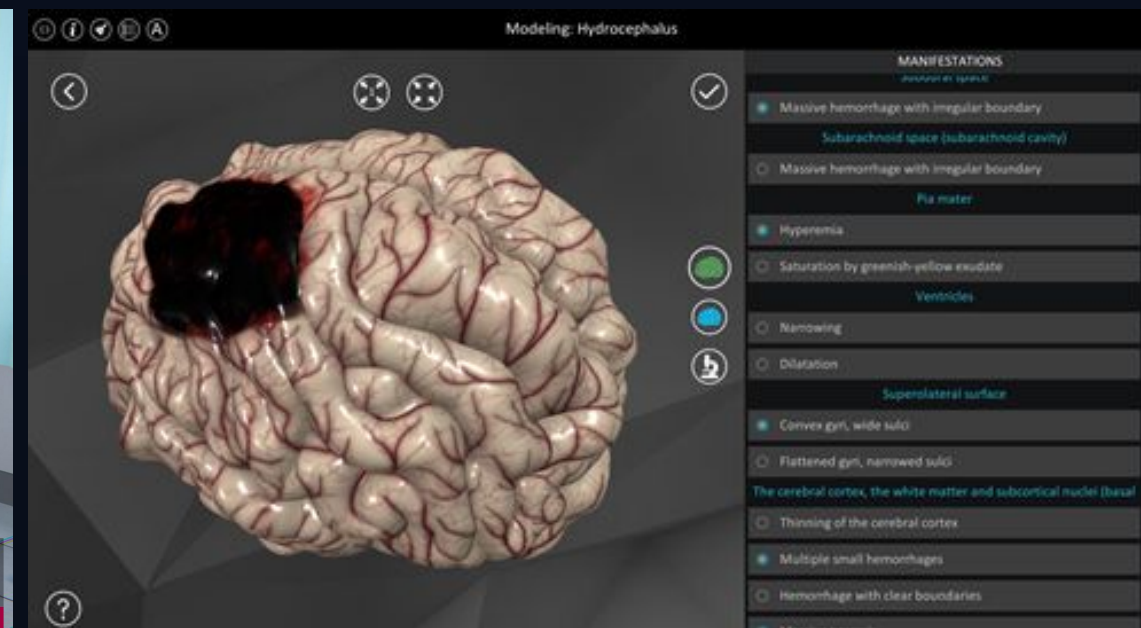 i
A
Modeling: Hydrocephalus
MANIFESTATIONS
Massive hemorrhage with irregular boundary
Subarachnoid space (subarachnoid cavity)
Massive hemorrhage with irregular boundary
Pia mater
Hyperemia
Saturation by greenish-yellow exudate
Ventricles
Narrowing
Dilatation
Superolateral surface
Convex gyri, wide sulci
Flattened gyri, narrowed sulci
The cerebral cortex, the white matter and subcortical nuclei (basal
Thinning of the cerebral cortex
Multiple small hemorrhages
Hemorrhage with clear boundaries
?